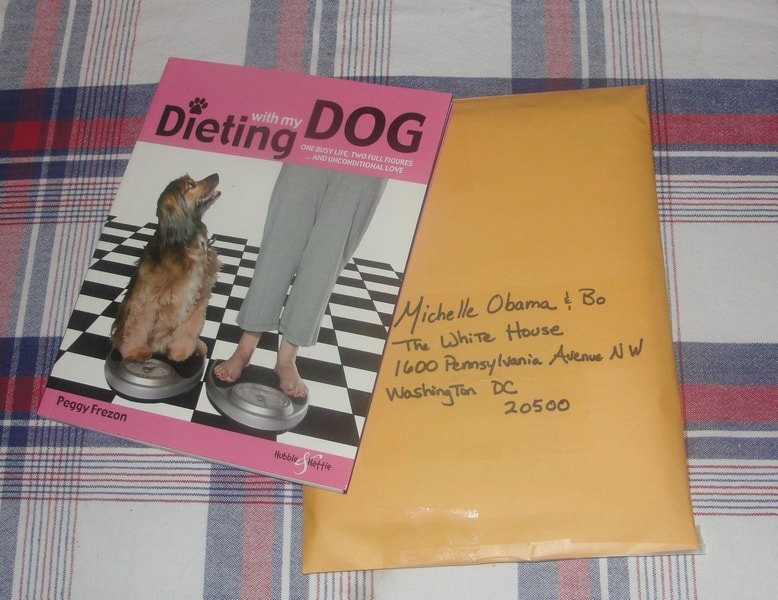 Dieting with my DOG
ONE BUSY LIFE, TWO FULL FIGURES
... AND UNCONDITIONAL LOVE
Peggy Frezon
Hubble & Hattie
Michelle Obama & Bo
The White House
1600 Pennsylvania Avenue NW
Washington DC
20500